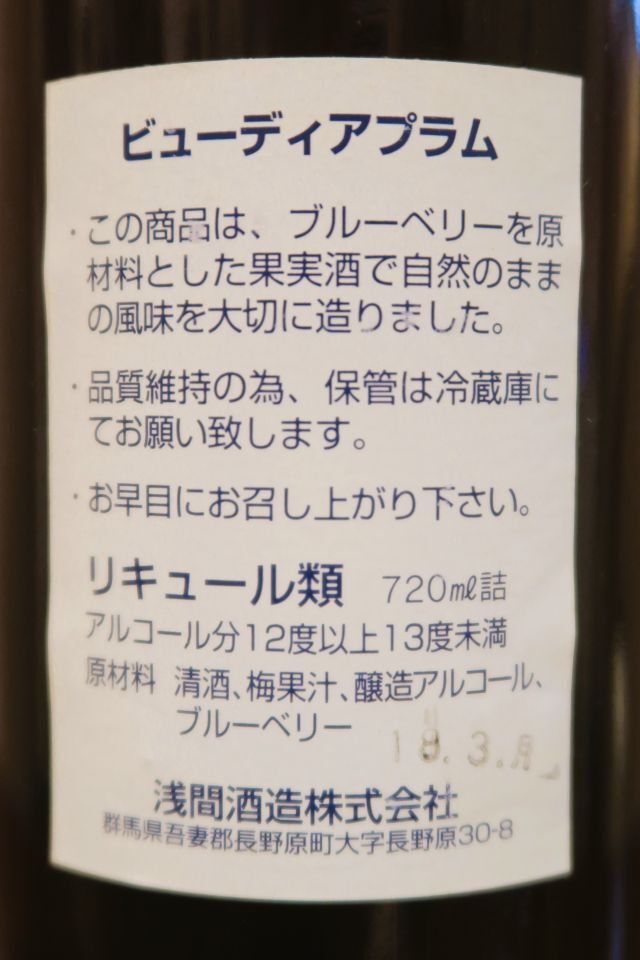 ビューディアプラム
・この商品は、ブルーベリーを原
材料とした果実酒で自然のまま
の風味を大切に造りました。
・品質維持の為、保管は冷蔵庫に
てお願い致します。
・お早目にお召し上がり下さい。
リキュール類 720㎖詰
アルコール分12度以上13度未満
原材料 清酒、梅果汁、醸造アルコール、
ブルーベリー
18.3.月
浅間酒造株式会社
群馬県吾妻郡長野原町大字長野原30-8